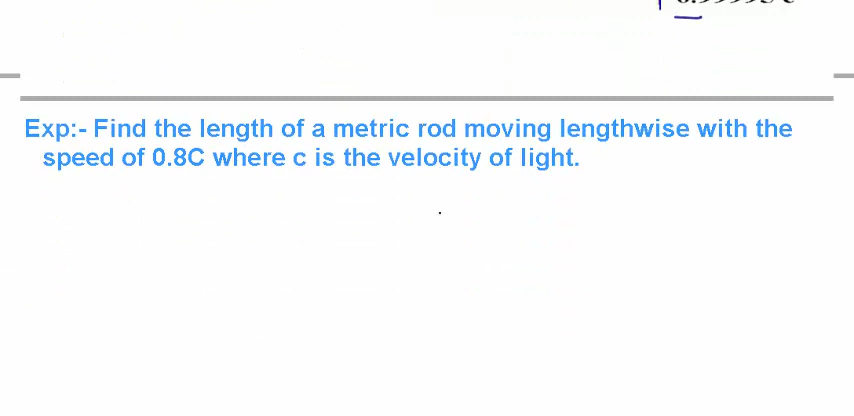 Exp:- Find the length of a metric rod moving lengthwise with the
speed of 0.8C where c is the velocity of light.